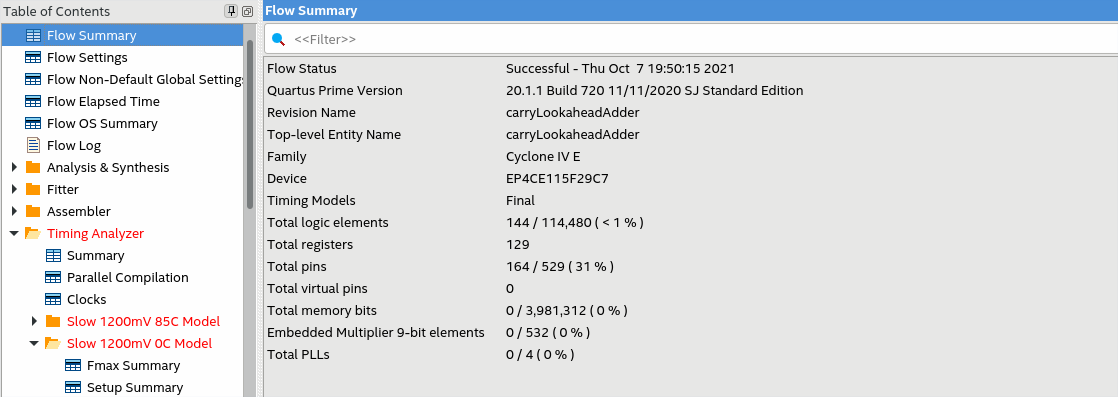 Table of Contents
Flow Summary
Flow Settings
Flow Non-Default Global Settings
Flow Elapsed Time
Flow OS Summary
Flow Log
Analysis & Synthesis
Fitter
Assembler
Timing Analyzer
Summary
Parallel Compilation
Clocks
Slow 1200mV 85C Model
Slow 1200mV 0C Model
Fmax Summary
Setup Summary
Flow Summary
<<Filter>>
Flow Status Successful - Thu Oct 7 19:50:15 2021
Quartus Prime Version 20.1.1 Build 720 11/11/2020 SJ Standard Edition
Revision Name carryLookaheadAdder
Top-level Entity Name carryLookaheadAdder
Family Cyclone IV E
Device EP4CE115F29C7
Timing Models Final
Total logic elements 144 / 114,480 ( < 1 % )
Total registers 129
Total pins 164 / 529 ( 31 % )
Total virtual pins 0
Total memory bits 0 / 3,981,312 ( 0 % )
Embedded Multiplier 9-bit elements 0 / 532 ( 0 % )
Total PLLs 0 / 4 ( 0 % )